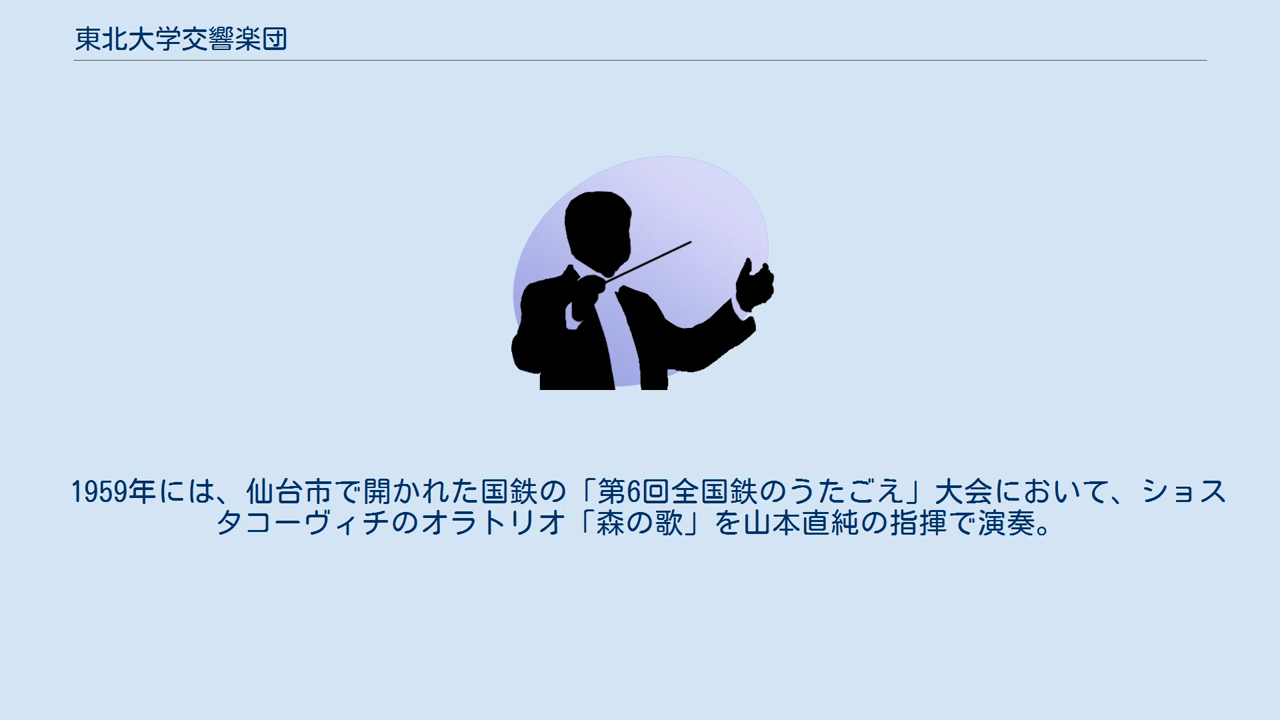 東北大学交響楽団
1959年には、仙台市で開かれた国鉄の「第6回全国鉄のうたごえ」大会において、ショス
タコーヴィチのオラトリオ「森の歌」を山本直純の指揮で演奏。